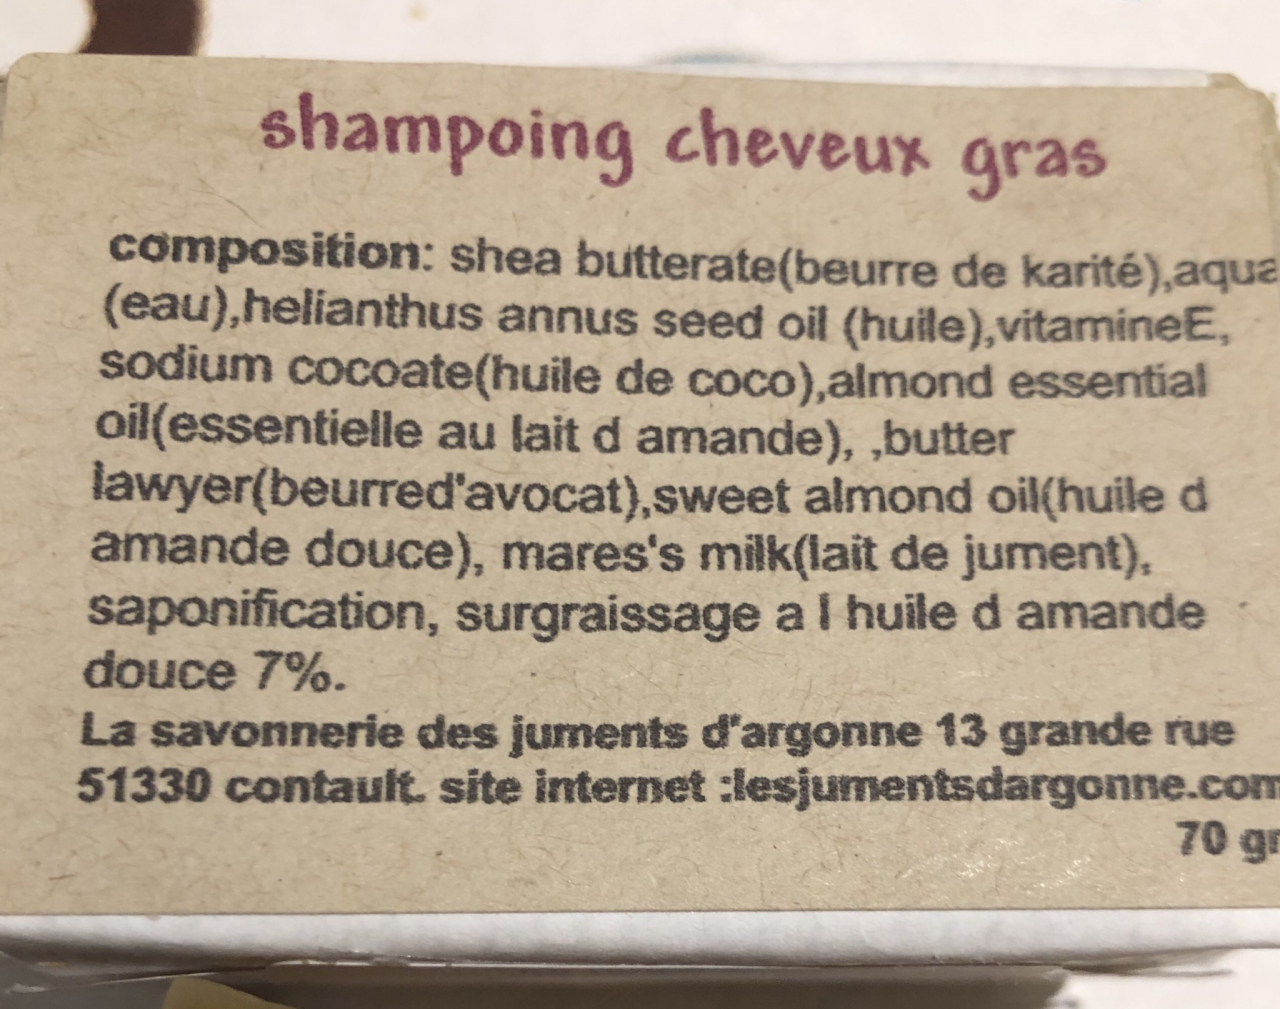 shampoing cheveux gras
composition: shea butterate(beurre de karité),aqua
(eau),helianthus annus seed oil (huile),vitamineE,
sodium cocoate(huile de coco),almond essential
oil(essentielle au lait d amande), ,butter
lawyer(beurred'avocat),sweet almond oil(huile d
amande douce), mares's milk(lait de jument),
saponification, surgraissage a l huile d amande
douce 7%.
La savonnerie des juments d'argonne 13 grande rue
51330 contault. site internet :lesjumentsdargonne.com
70 gr